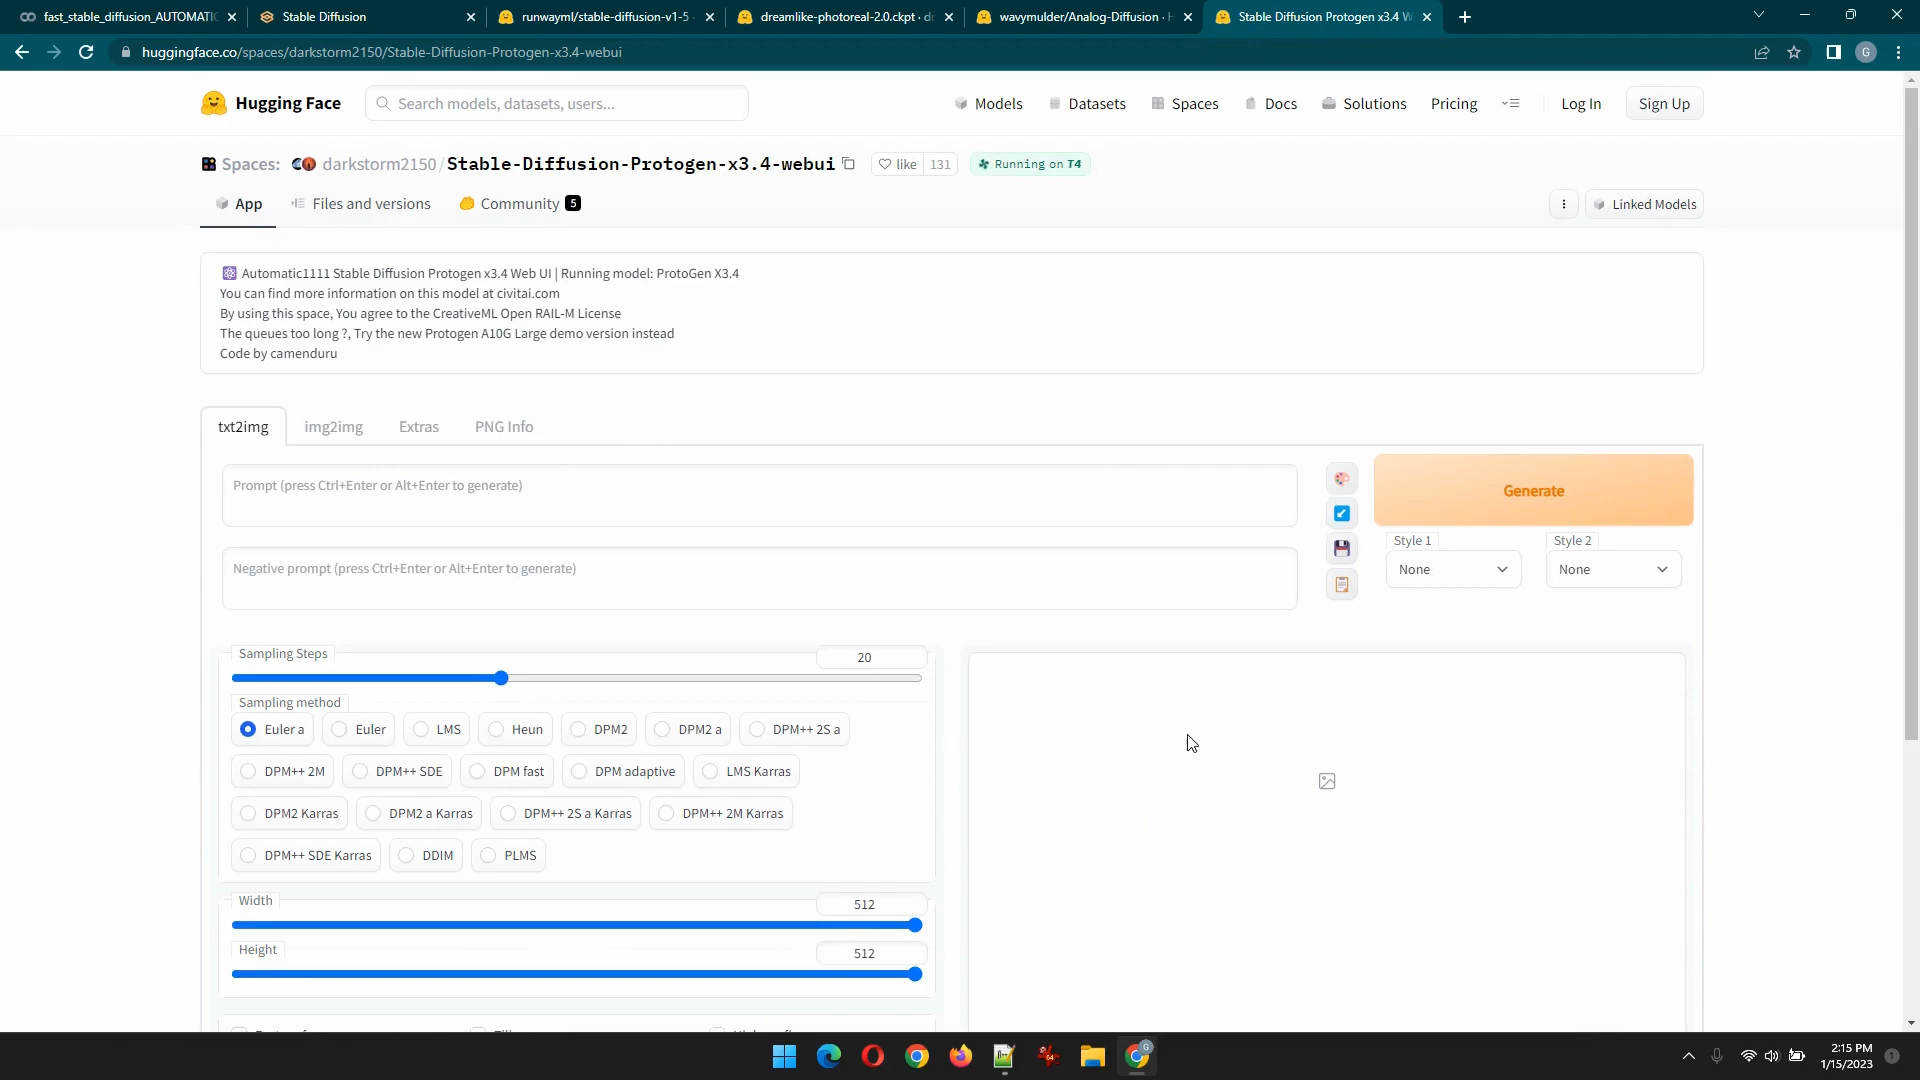 fast_stable_diffusion_AUTOMATIC
Stable Diffusion
runwayml/stable-diffusion-v1-5
dreamlike-photoreal-2.0.ckpt · dr
wavymulder/Analog-Diffusion · H
Stable Diffusion Protogen x3.4 W
huggingface.co/spaces/darkstorm2150/Stable-Diffusion-Protogen-x3.4-webui
G
Hugging Face
Search models, datasets, users...
Models
Datasets
Spaces
Docs
Solutions
Pricing
Log In
Sign Up
Spaces:
darkstorm2150/Stable-Diffusion-Protogen-x3.4-webui
like
131
Running on T4
App
Files and versions
Community
5
Linked Models
Automatic1111 Stable Diffusion Protogen x3.4 Web UI | Running model: ProtoGen X3.4
You can find more information on this model at civitai.com
By using this space, You agree to the CreativeML Open RAIL-M License
The queues too long ?, Try the new Protogen A10G Large demo version instead
Code by camenduru
txt2img
img2img
Extras
PNG Info
Prompt (press Ctrl+Enter or Alt+Enter to generate)
Generate
Style 1
Style 2
None
None
Negative prompt (press Ctrl+Enter or Alt+Enter to generate)
Sampling Steps
20
Sampling method
Euler a
Euler
LMS
Heun
DPM2
DPM2 a
DPM++ 2S a
DPM++ 2M
DPM++ SDE
DPM fast
DPM adaptive
LMS Karras
DPM2 Karras
DPM2 a Karras
DPM++ 2S a Karras
DPM++ 2M Karras
DPM++ SDE Karras
DDIM
PLMS
Width
512
Height
512
2:15 PM
1/15/2023